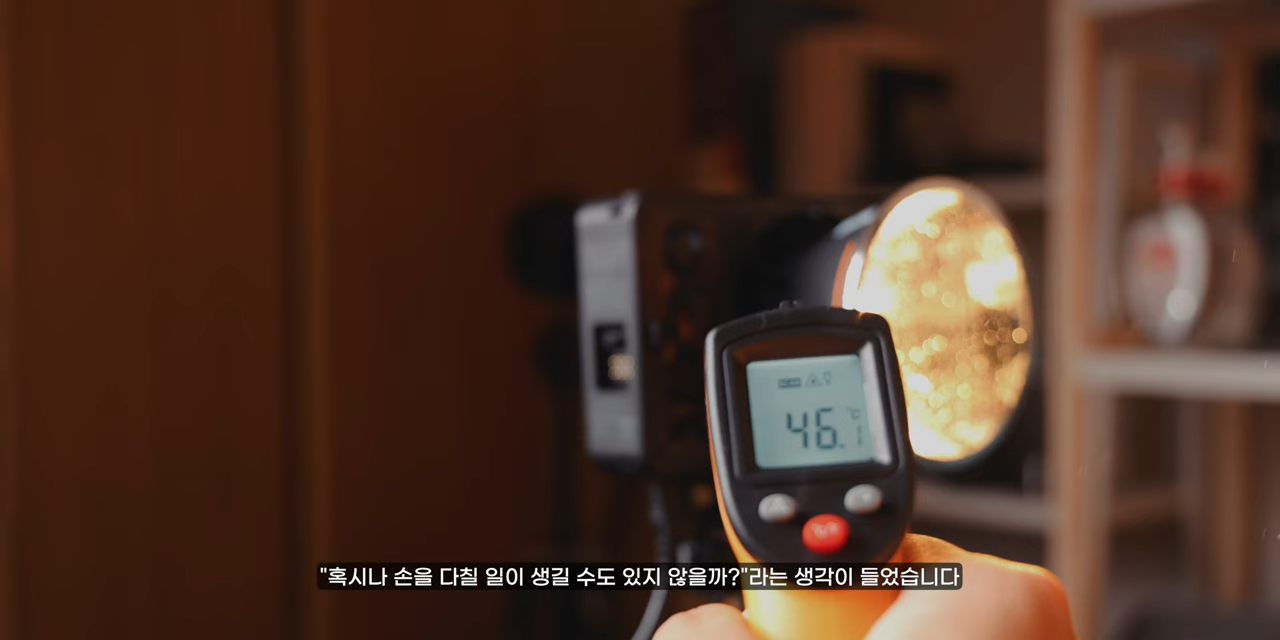 SCAN
46.1 °C
"혹시나 손을 다칠 일이 생길 수도 있지 않을까?"라는 생각이 들었습니다